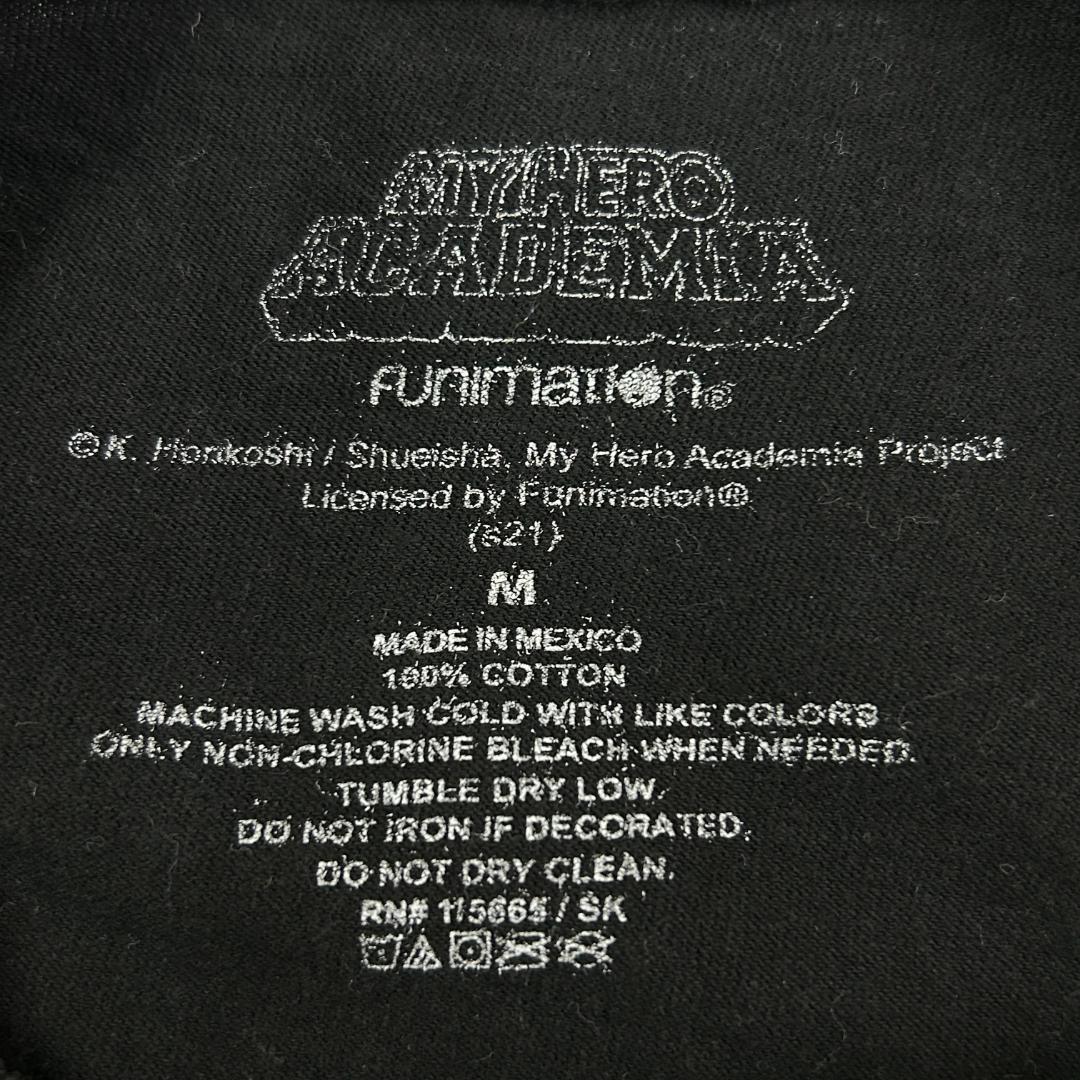 MY HERO
ACADEMIA
FUNimation®
©K. Horikoshi / Shueisha, My Hero Academia Project
Licensed by Funimation®
(s21)
M
MADE IN MEXICO
100% COTTON
MACHINE WASH COLD WITH LIKE COLORS
ONLY NON-CHLORINE BLEACH WHEN NEEDED.
TUMBLE DRY LOW.
DO NOT IRON IF DECORATED.
DO NOT DRY CLEAN.
RN# 115665 / SK